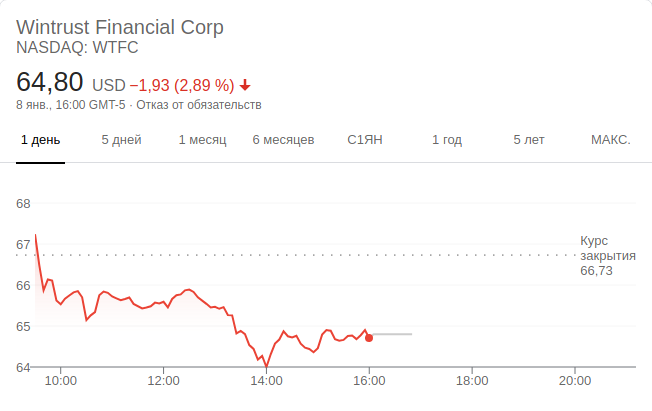 Wintrust Financial Corp
NASDAQ: WTFC
64,80 USD −1,93 (2,89 %)
8 янв., 16:00 GMT-5 · Отказ от обязательств
1 день 5 дней 1 месяц 6 месяцев С1ЯН 1 год 5 лет МАКС.
68
67
66
65
64
Курс
закрытия
66,73
10:00 12:00 14:00 16:00 18:00 20:00